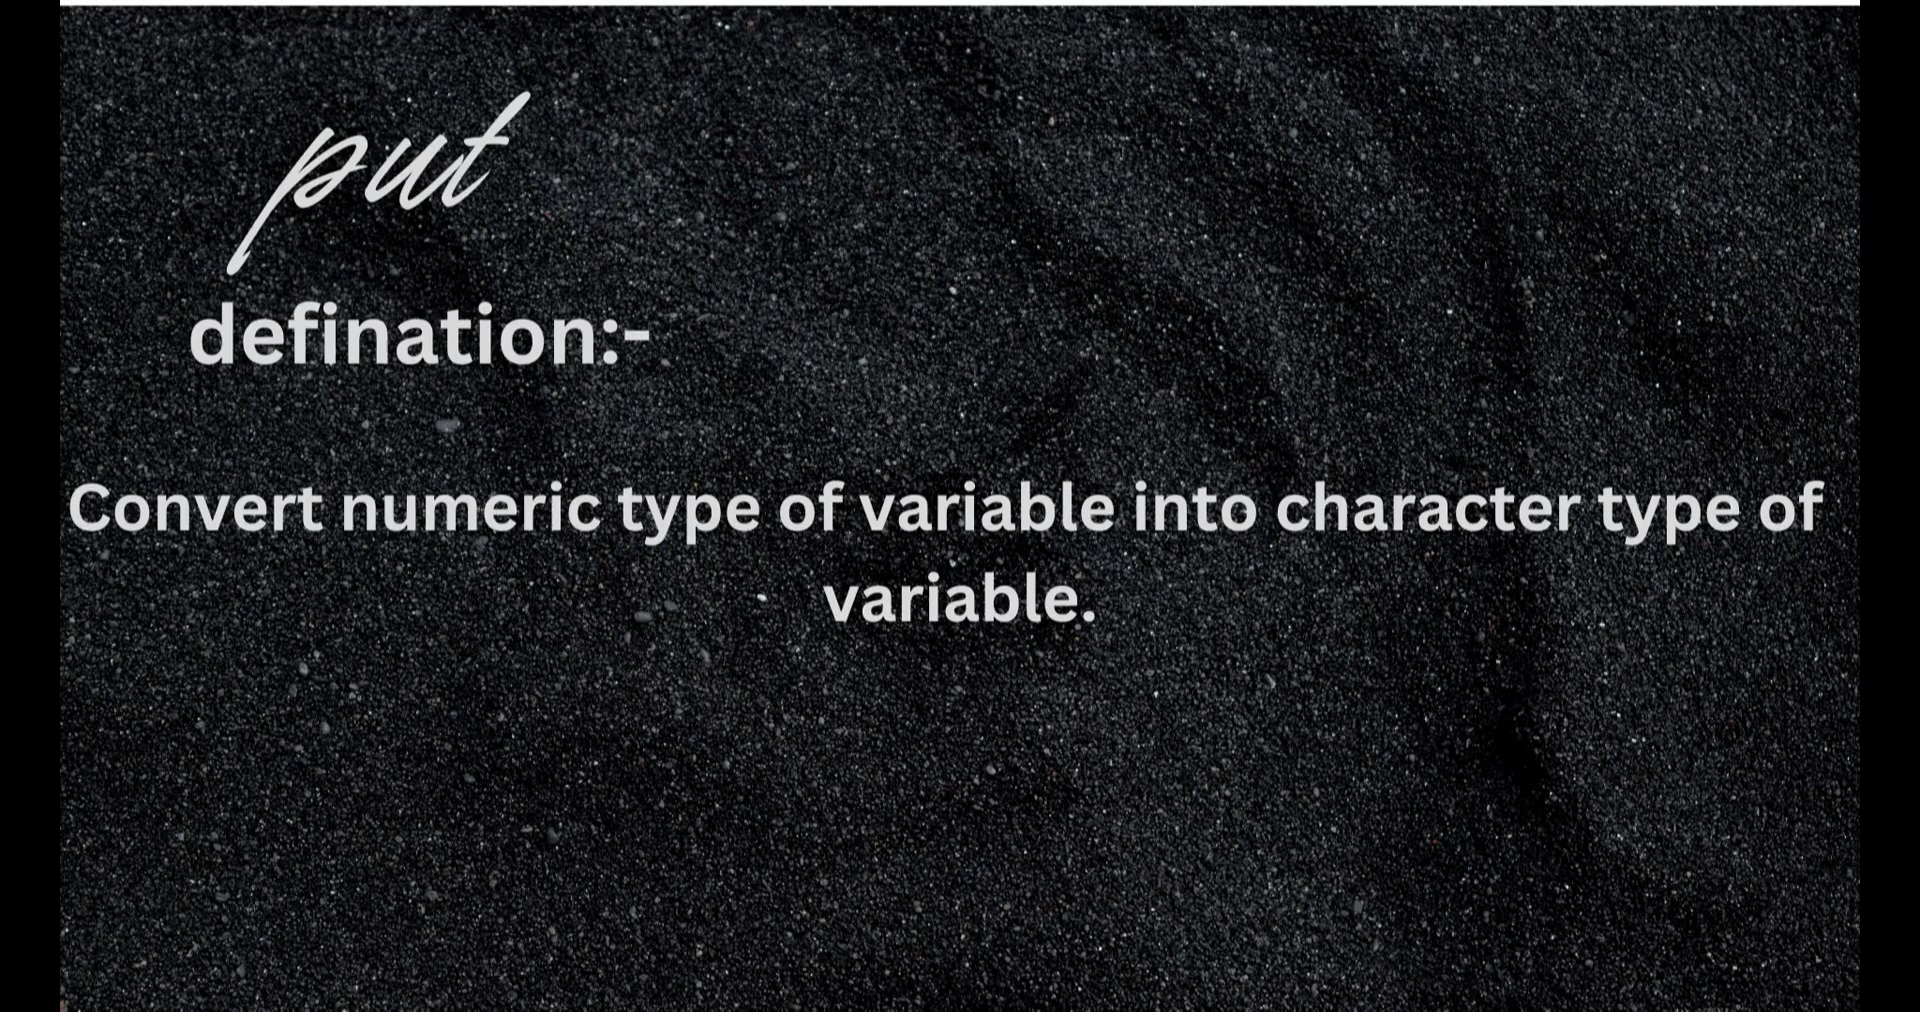 put
defination:-
Convert numeric type of variable into character type of
variable.